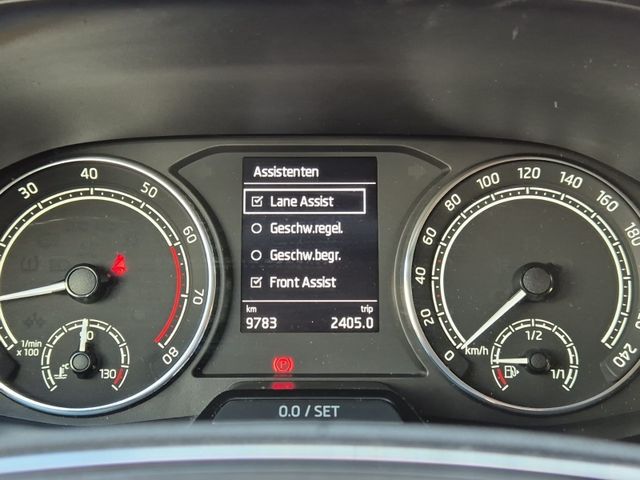 Assistenten
Lane Assist
Geschw.regel.
Geschw.begr.
Front Assist
km trip
9783 2405.0
30 40 50 60 70 80
1/min
x 100
90 130
°C
0 20 40 60 80 100 120 140 160 180 240
km/h
1/2
1/1
P
0.0 / SET